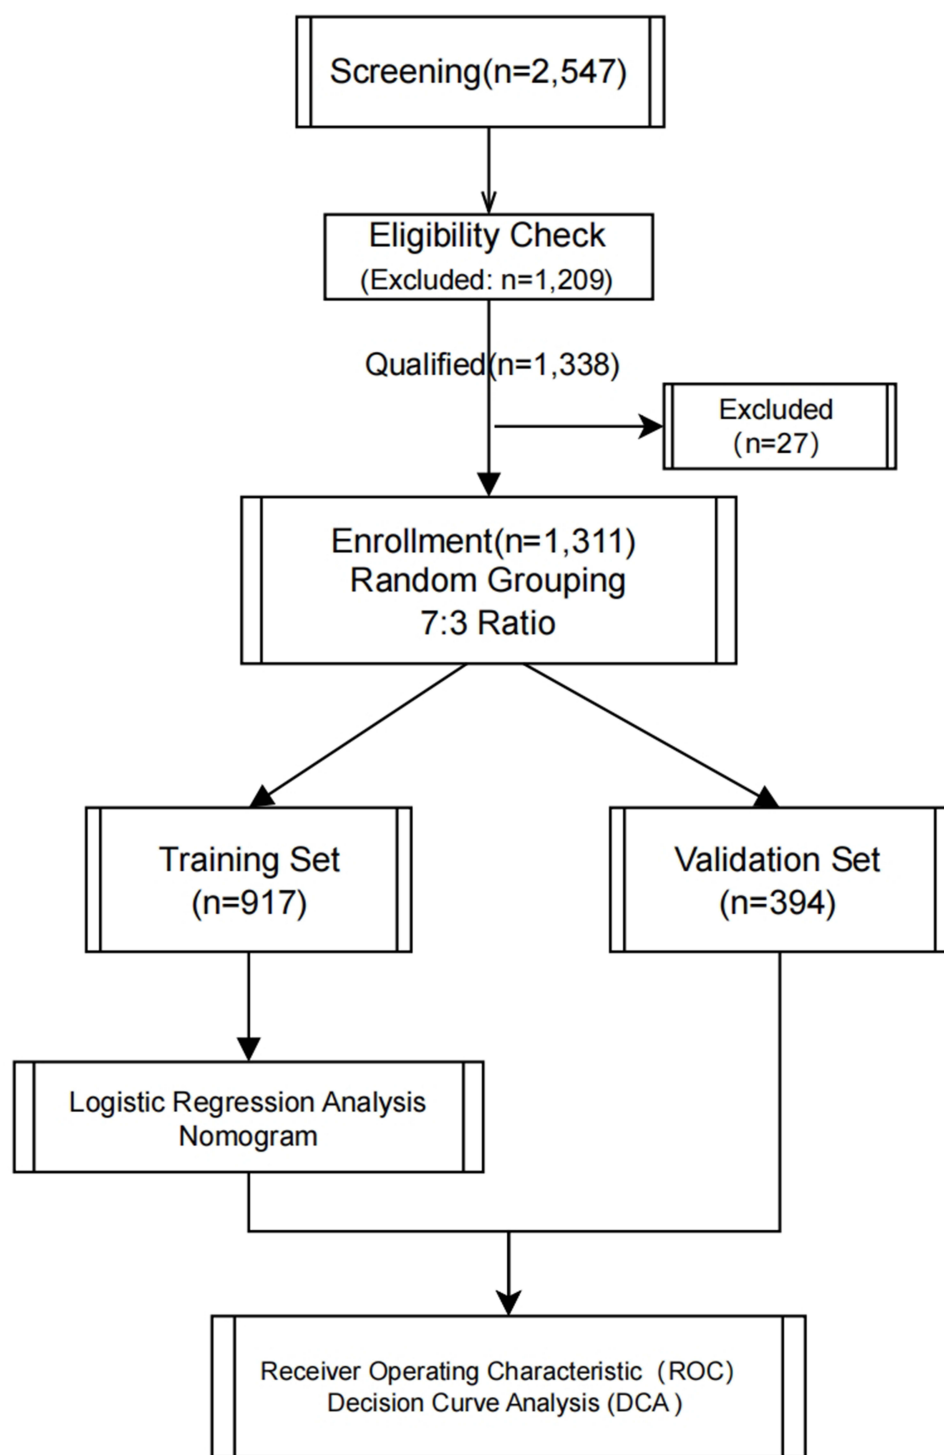 Screening(n=2,547)
Eligibility Check
(Excluded: n=1,209)
Qualified(n=1,338)
Excluded
(n=27)
Enrollment(n=1,311)
Random Grouping
7:3 Ratio
Training Set
(n=917)
Validation Set
(n=394)
Logistic Regression Analysis
Nomogram
Receiver Operating Characteristic（ROC)
Decision Curve Analysis (DCA )